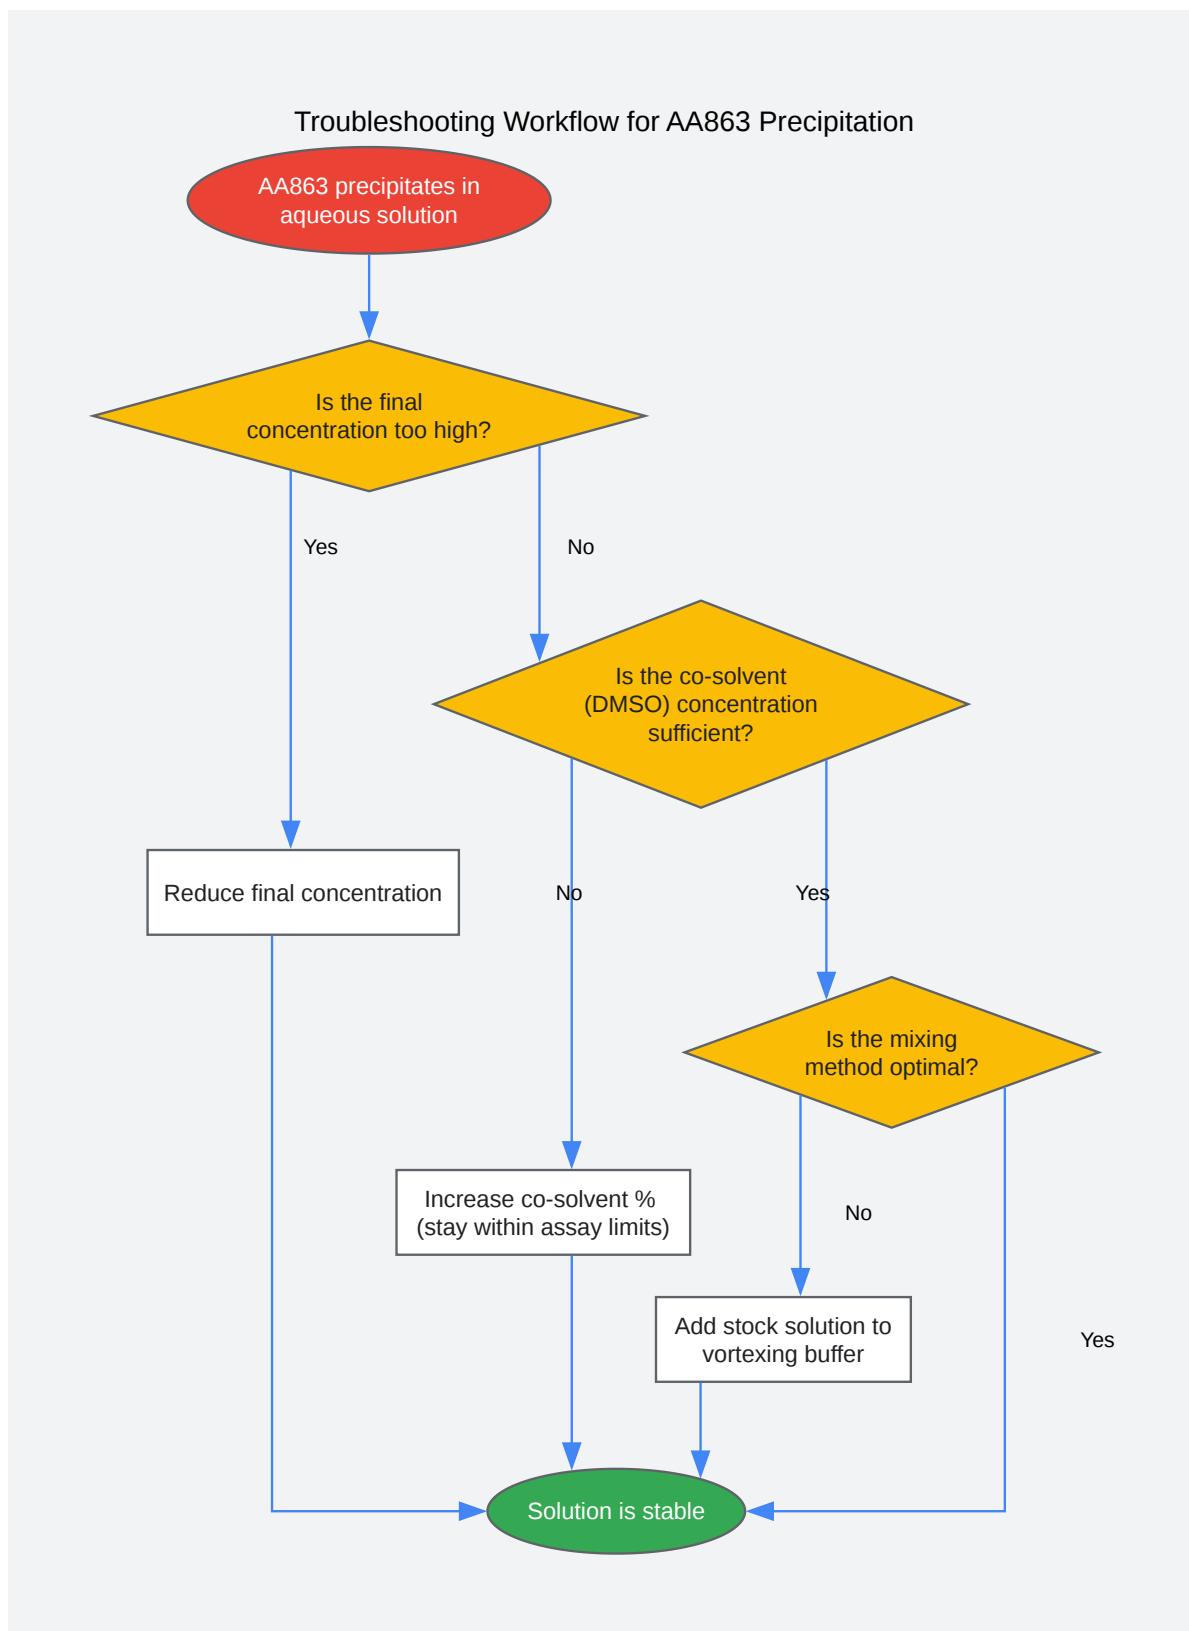 Troubleshooting Workflow for AA863 Precipitation
AA863 precipitates in
aqueous solution
Is the final
concentration too high?
Yes
No
Is the co-solvent
(DMSO) concentration
sufficient?
Reduce final concentration
No
Yes
Is the mixing
method optimal?
Increase co-solvent %
(stay within assay limits)
No
Add stock solution to
vortexing buffer
Yes
Solution is stable